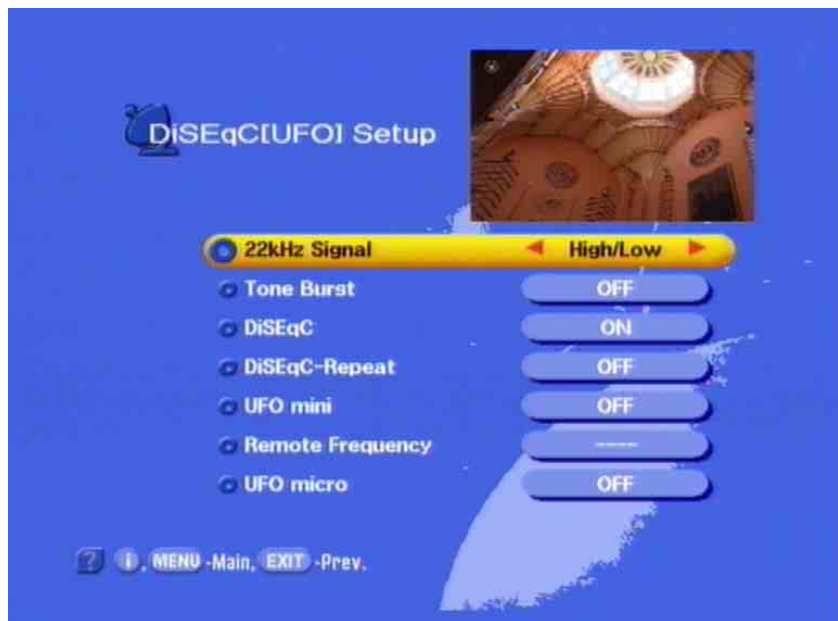 DiSEqC[UFO] Setup
22kHz Signal High/Low
Tone Burst OFF
DiSEqC ON
DiSEqC-Repeat OFF
UFO mini OFF
Remote Frequency ----
UFO micro OFF
? i, MENU -Main, EXIT -Prev.